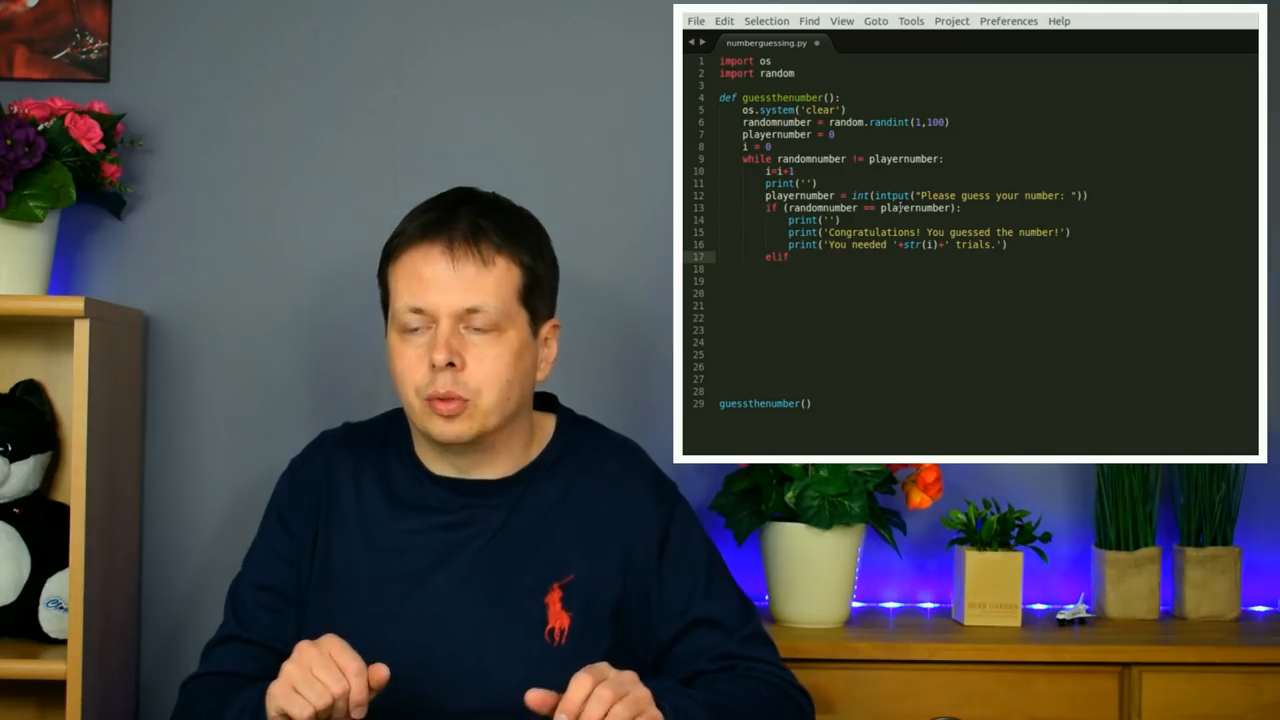 File Edit Selection Find View Goto Tools Project Preferences Help
numberguessing.py
1 import os
2 import random
3
4 def guessthenumber():
5 os.system('clear')
6 randomnumber = random.randint(1,100)
7 playernumber = 0
8 i = 0
9 while randomnumber != playernumber:
10 i=i+1
11 print('')
12 playernumber = int(intput("Please guess your number: "))
13 if (randomnumber == playernumber):
14 print('')
15 print('Congratulations! You guessed the number!')
16 print('You needed '+str(i)+' trials.')
17 elif
18
19
20
21
22
23
24
25
26
27
28
29 guessthenumber()
HERB GARDEN